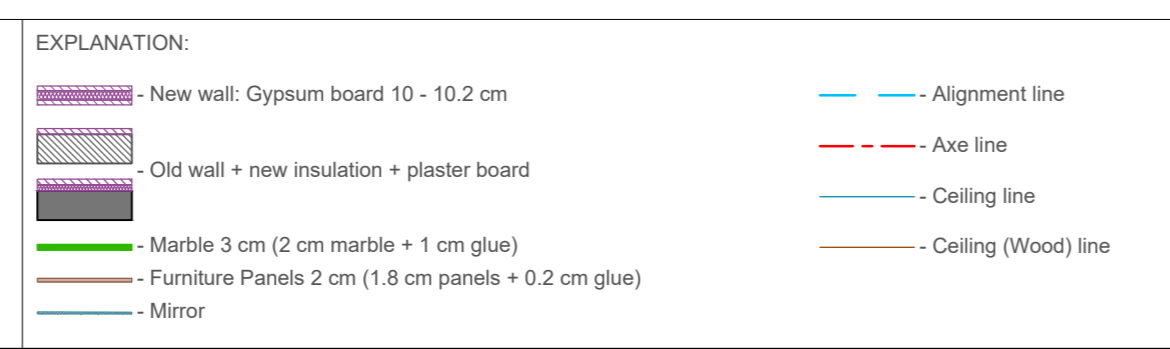 EXPLANATION:
- New wall: Gypsum board 10 - 10.2 cm
- Old wall + new insulation + plaster board
- Marble 3 cm (2 cm marble + 1 cm glue)
- Furniture Panels 2 cm (1.8 cm panels + 0.2 cm glue)
- Mirror
- Alignment line
- Axe line
- Ceiling line
- Ceiling (Wood) line